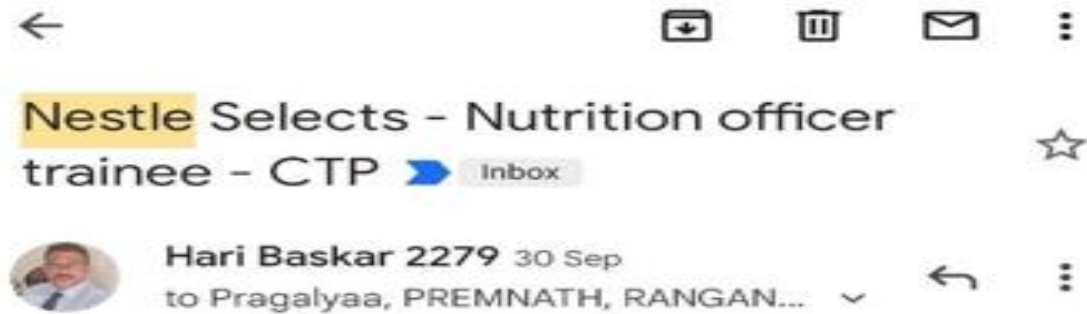 Nestle Selects - Nutrition officer
trainee - CTP Inbox
Hari Baskar 2279 30 Sep
to Pragalyaa, PREMNATH, RANGAN...